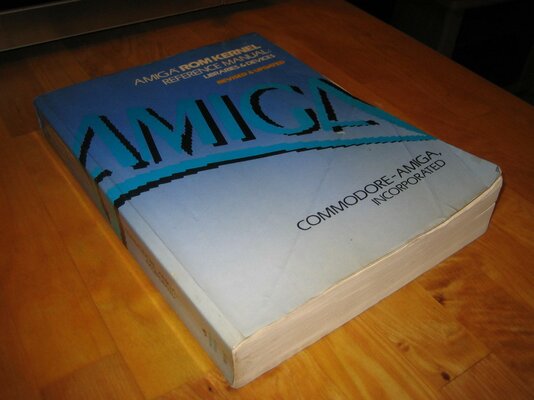 AMIGA ROM KERNEL
REFERENCE MANUAL:
LIBRARIES & DEVICES
REVISED & UPDATED
AMIGA
COMMODORE-AMIGA,
INCORPORATED